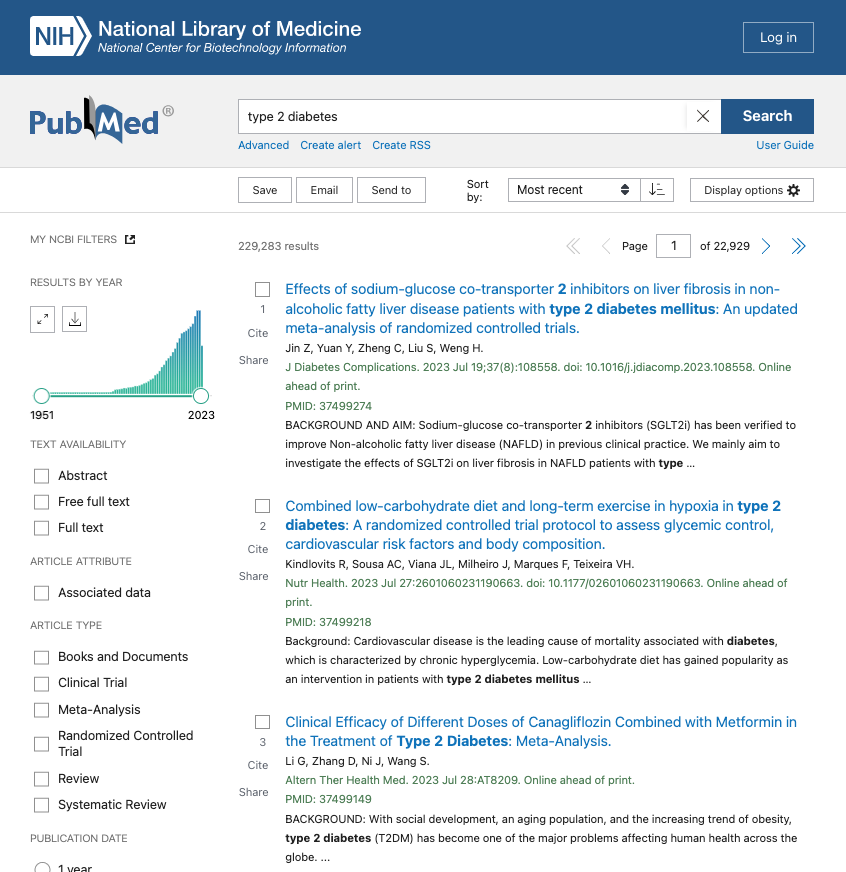 NIH National Library of Medicine
National Center for Biotechnology Information
Log in
PubMed®
type 2 diabetes
Search
Advanced Create alert Create RSS
User Guide
Save Email Send to
Sort by:
Most recent
Display options
MY NCBI FILTERS
229,283 results
Page 1 of 22,929
RESULTS BY YEAR
1951 2023
TEXT AVAILABILITY
Abstract
Free full text
Full text
ARTICLE ATTRIBUTE
Associated data
ARTICLE TYPE
Books and Documents
Clinical Trial
Meta-Analysis
Randomized Controlled
Trial
Review
Systematic Review
PUBLICATION DATE
1 year
1
Cite
Share
Effects of sodium-glucose co-transporter 2 inhibitors on liver fibrosis in non-
alcoholic fatty liver disease patients with type 2 diabetes mellitus: An updated
meta-analysis of randomized controlled trials.
Jin Z, Yuan Y, Zheng C, Liu S, Weng H.
J Diabetes Complications. 2023 Jul 19;37(8):108558. doi: 10.1016/j.jdiacomp.2023.108558. Online
ahead of print.
PMID: 37499274
BACKGROUND AND AIM: Sodium-glucose co-transporter 2 inhibitors (SGLT2i) has been verified to
improve Non-alcoholic fatty liver disease (NAFLD) in previous clinical practice. We mainly aim to
investigate the effects of SGLT2i on liver fibrosis in NAFLD patients with type ...
2
Cite
Share
Combined low-carbohydrate diet and long-term exercise in hypoxia in type 2
diabetes: A randomized controlled trial protocol to assess glycemic control,
cardiovascular risk factors and body composition.
Kindlovits R, Sousa AC, Viana JL, Milheiro J, Marques F, Teixeira VH.
Nutr Health. 2023 Jul 27:2601060231190663. doi: 10.1177/02601060231190663. Online ahead of
print.
PMID: 37499218
Background: Cardiovascular disease is the leading cause of mortality associated with diabetes,
which is characterized by chronic hyperglycemia. Low-carbohydrate diet has gained popularity as
an intervention in patients with type 2 diabetes mellitus ...
3
Cite
Share
Clinical Efficacy of Different Doses of Canagliflozin Combined with Metformin in
the Treatment of Type 2 Diabetes: Meta-Analysis.
Li G, Zhang D, Ni J, Wang S.
Altern Ther Health Med. 2023 Jul 28:AT8209. Online ahead of print.
PMID: 37499149
BACKGROUND: With social development, an aging population, and the increasing trend of obesity,
type 2 diabetes (T2DM) has become one of the major problems affecting human health across the
globe. ...